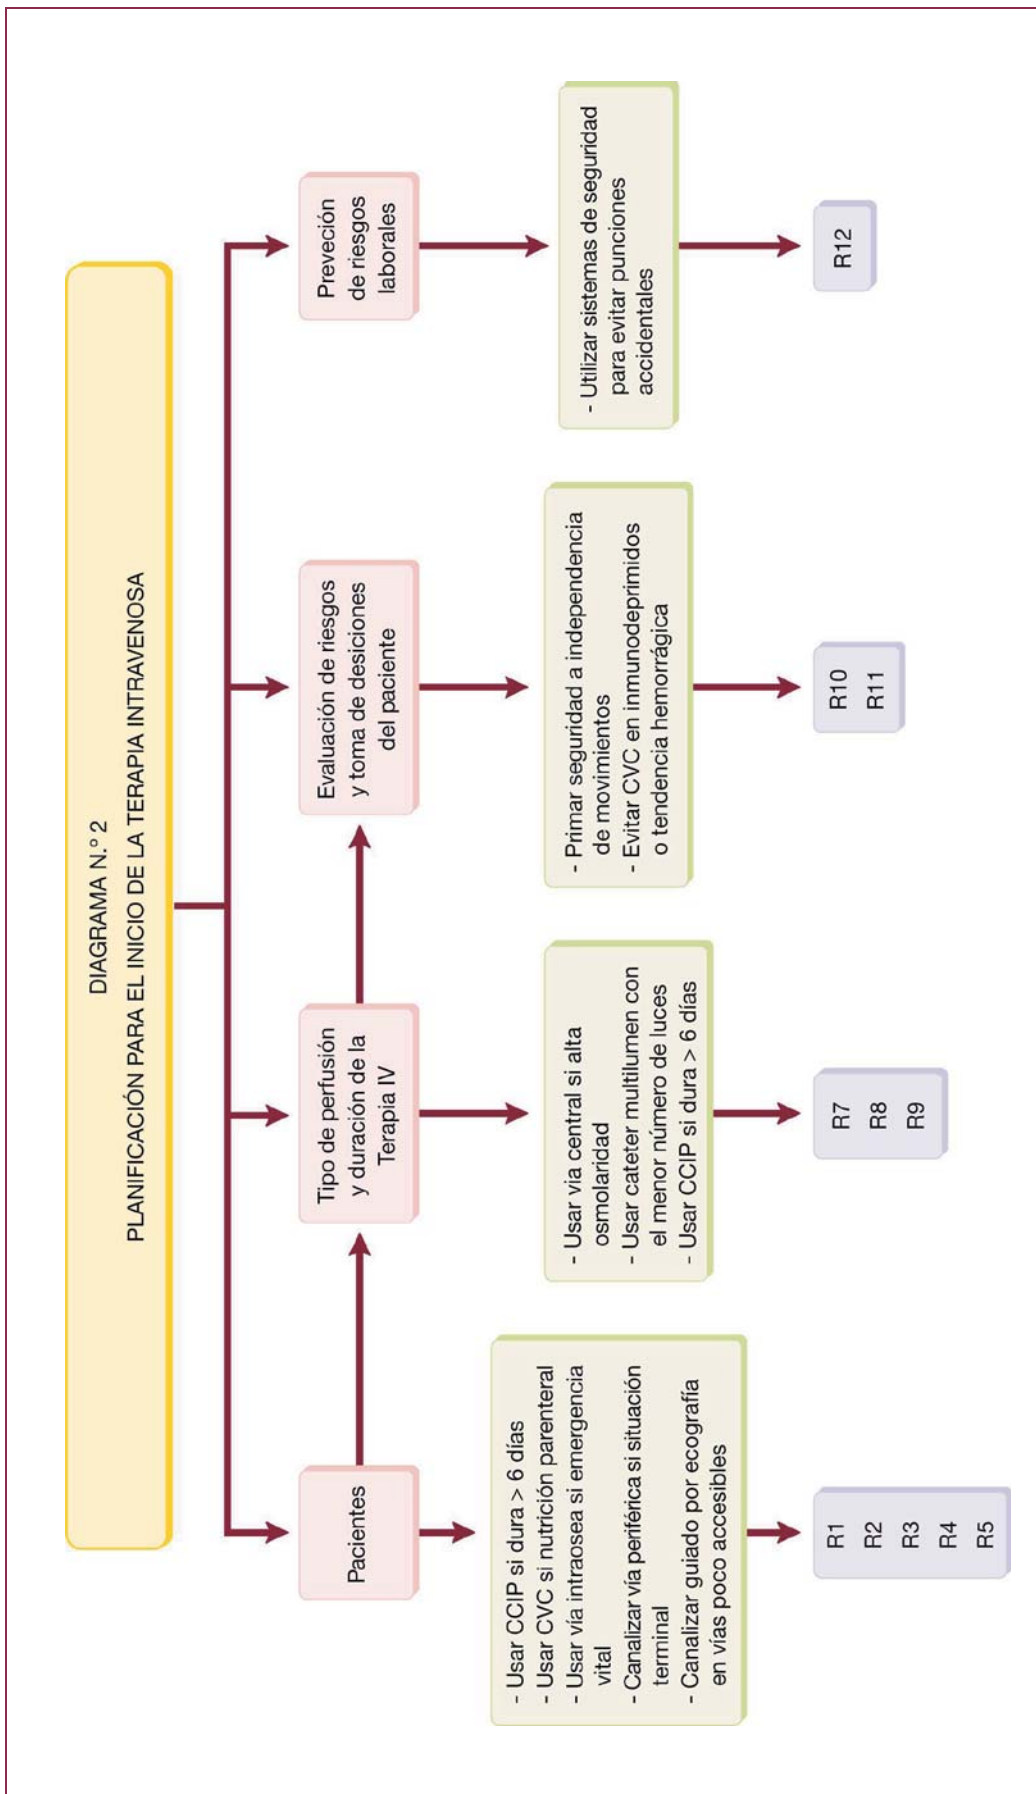 DIAGRAMA N.º 2
PLANIFICACIÓN PARA EL INICIO DE LA TERAPIA INTRAVENOSA
Pacientes
- Usar CCIP si dura > 6 días
- Usar CVC si nutrición parenteral
- Usar vía intraosea si emergencia
vital
- Canalizar vía periférica si situación
terminal
- Canalizar guiado por ecografía
en vías poco accesibles
R1
R2
R3
R4
R5
Tipo de perfusión
y duración de la
Terapia IV
- Usar via central si alta
osmolaridad
- Usar cateter multilumen con
el menor número de luces
- Usar CCIP si dura > 6 días
R7
R8
R9
Evaluación de riesgos
y toma de desiciones
del paciente
- Primar seguridad a independencia
de movimientos
- Evitar CVC en inmunodeprimidos
o tendencia hemorrágica
R10
R11
Preveción
de riesgos
laborales
- Utilizar sistemas de seguridad
para evitar punciones
accidentales
R12